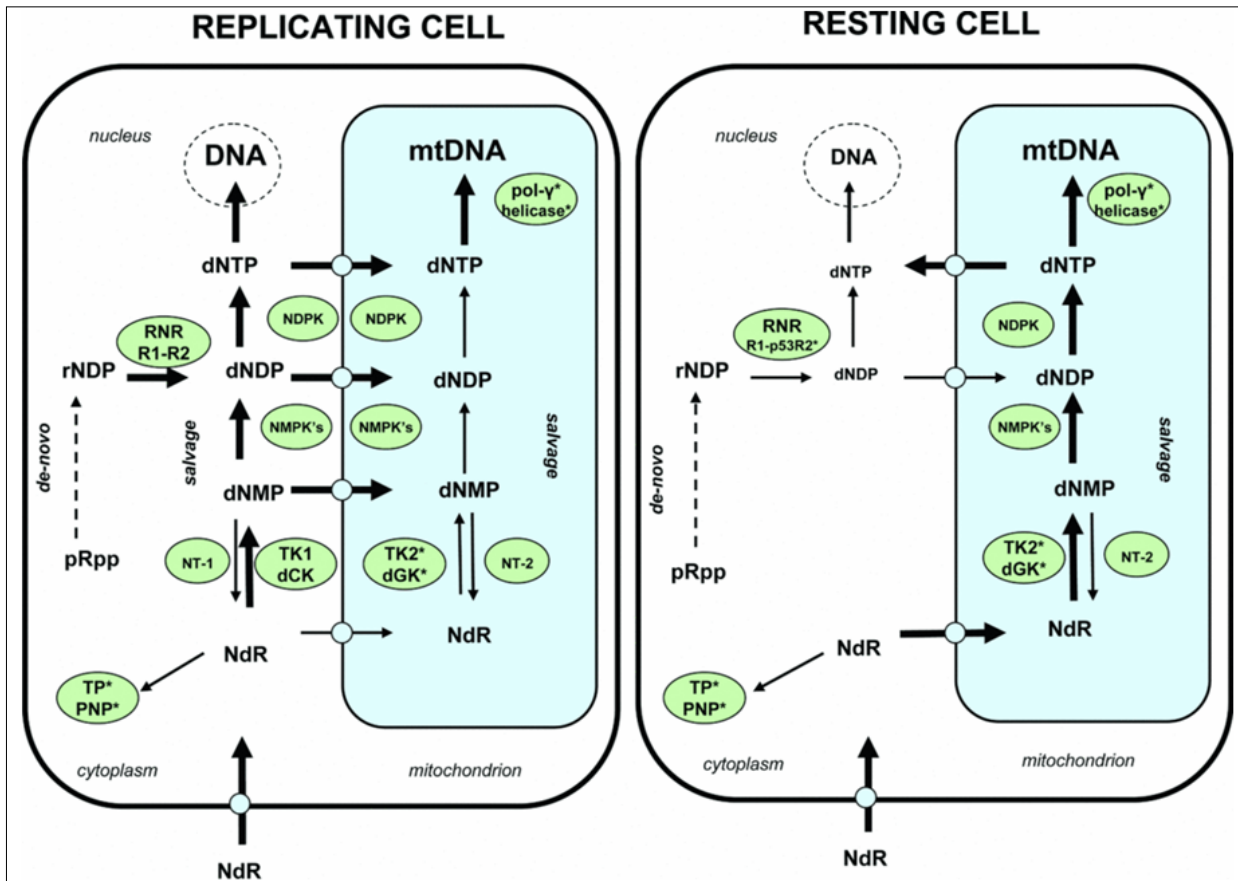 REPLICATING CELL
nucleus
DNA
mtDNA
pol-γ*
helicase*
dNTP
dNTP
NDPK
NDPK
RNR
R1-R2
rNDP
dNDP
dNDP
NMPK's
NMPK's
de-novo
salvage
salvage
dNMP
dNMP
pRpp
NT-1
TK1
dCK
TK2*
dGK*
NT-2
NdR
NdR
TP*
PNP*
cytoplasm
mitochondrion
NdR
RESTING CELL
nucleus
DNA
mtDNA
pol-γ*
helicase*
dNTP
dNTP
RNR
R1-p53R2*
NDPK
rNDP
dNDP
dNDP
NMPK's
de-novo
salvage
dNMP
pRpp
TK2*
dGK*
NT-2
NdR
NdR
TP*
PNP*
cytoplasm
mitochondrion
NdR